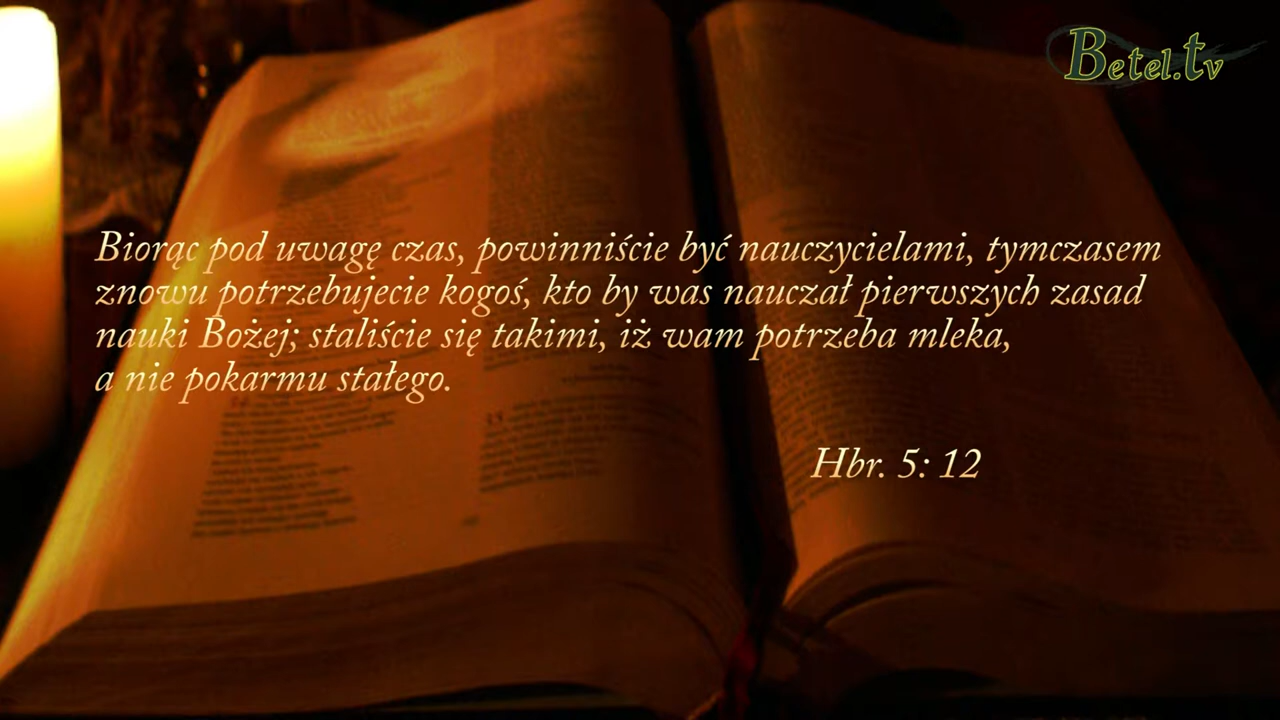 Betel.tv
Biorąc pod uwagę czas, powinniście być nauczycielami, tymczasem
znowu potrzebujecie kogoś, kto by was nauczał pierwszych zasad
nauki Bożej; staliście się takimi, iż wam potrzeba mleka,
a nie pokarmu stałego.
Hbr. 5: 12